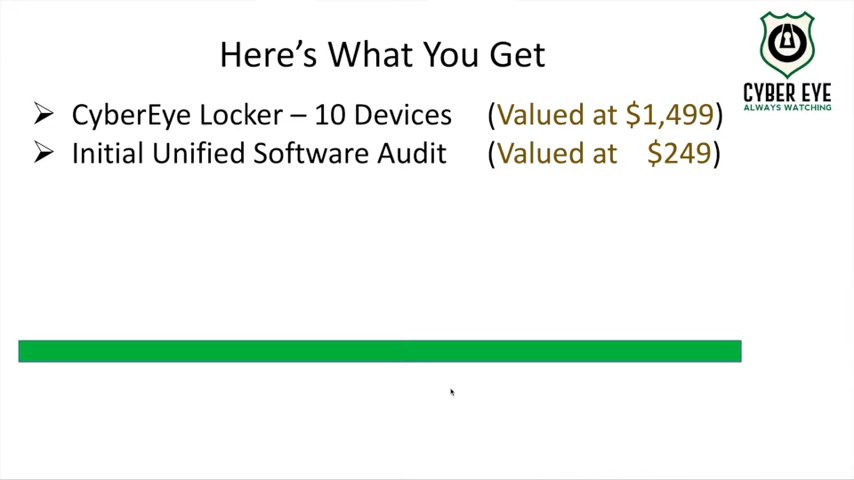 Here's What You Get
CyberEye Locker – 10 Devices (Valued at $1,499)
Initial Unified Software Audit (Valued at $249)
CYBER EYE
ALWAYS WATCHING